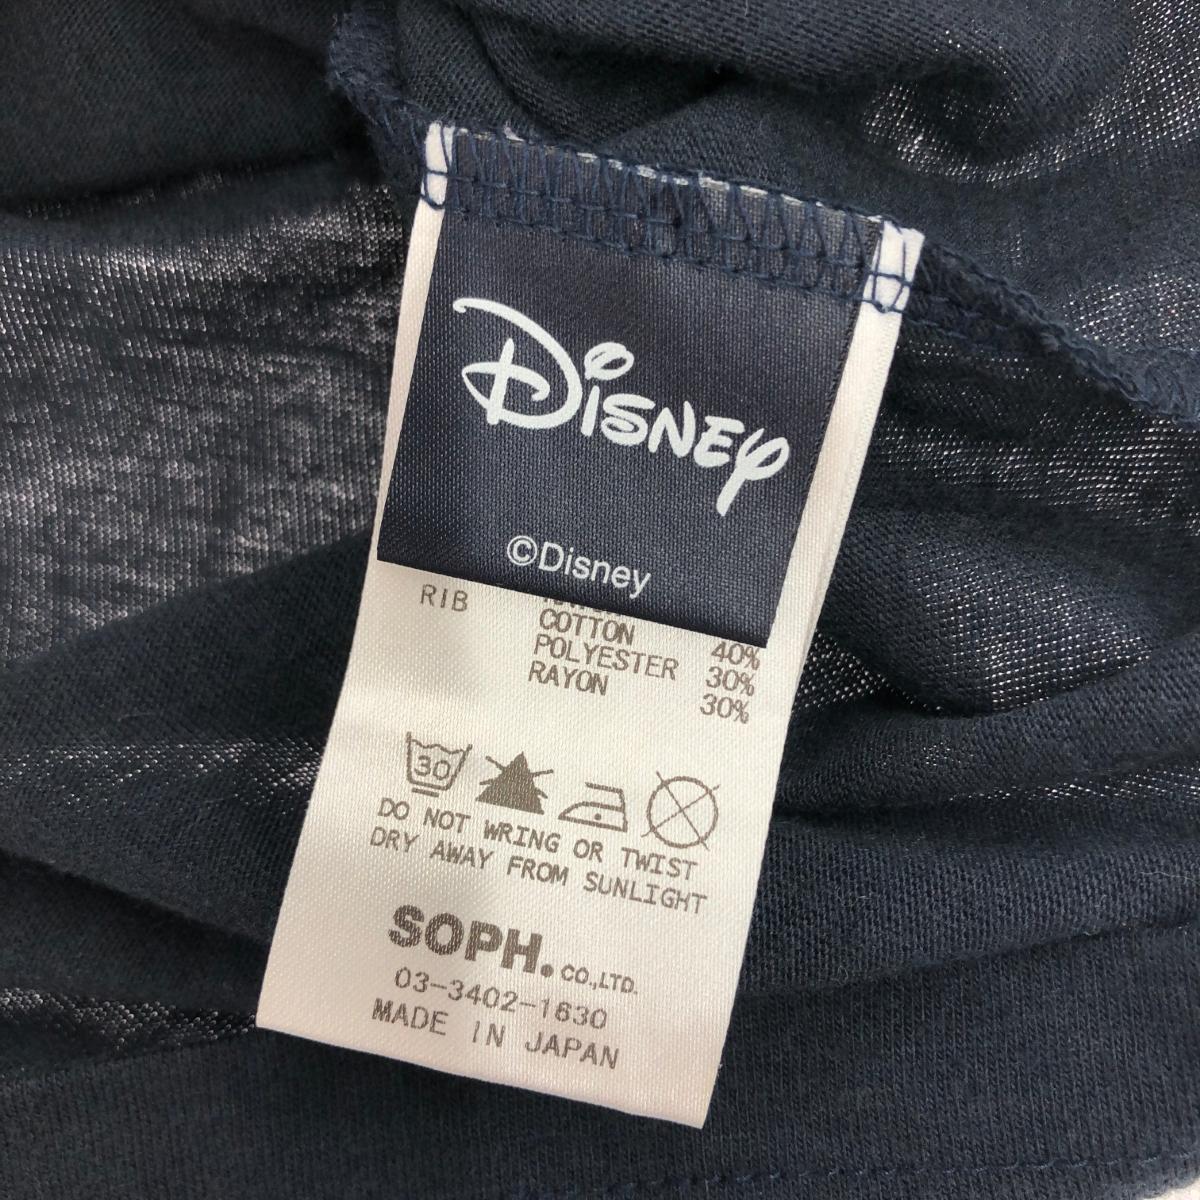 Disney
©Disney
RIB
COTTON 40%
POLYESTER 30%
RAYON 30%
30
DO NOT WRING OR TWIST
DRY AWAY FROM SUNLIGHT
SOPH. CO.,LTD.
03-3402-1630
MADE IN JAPAN